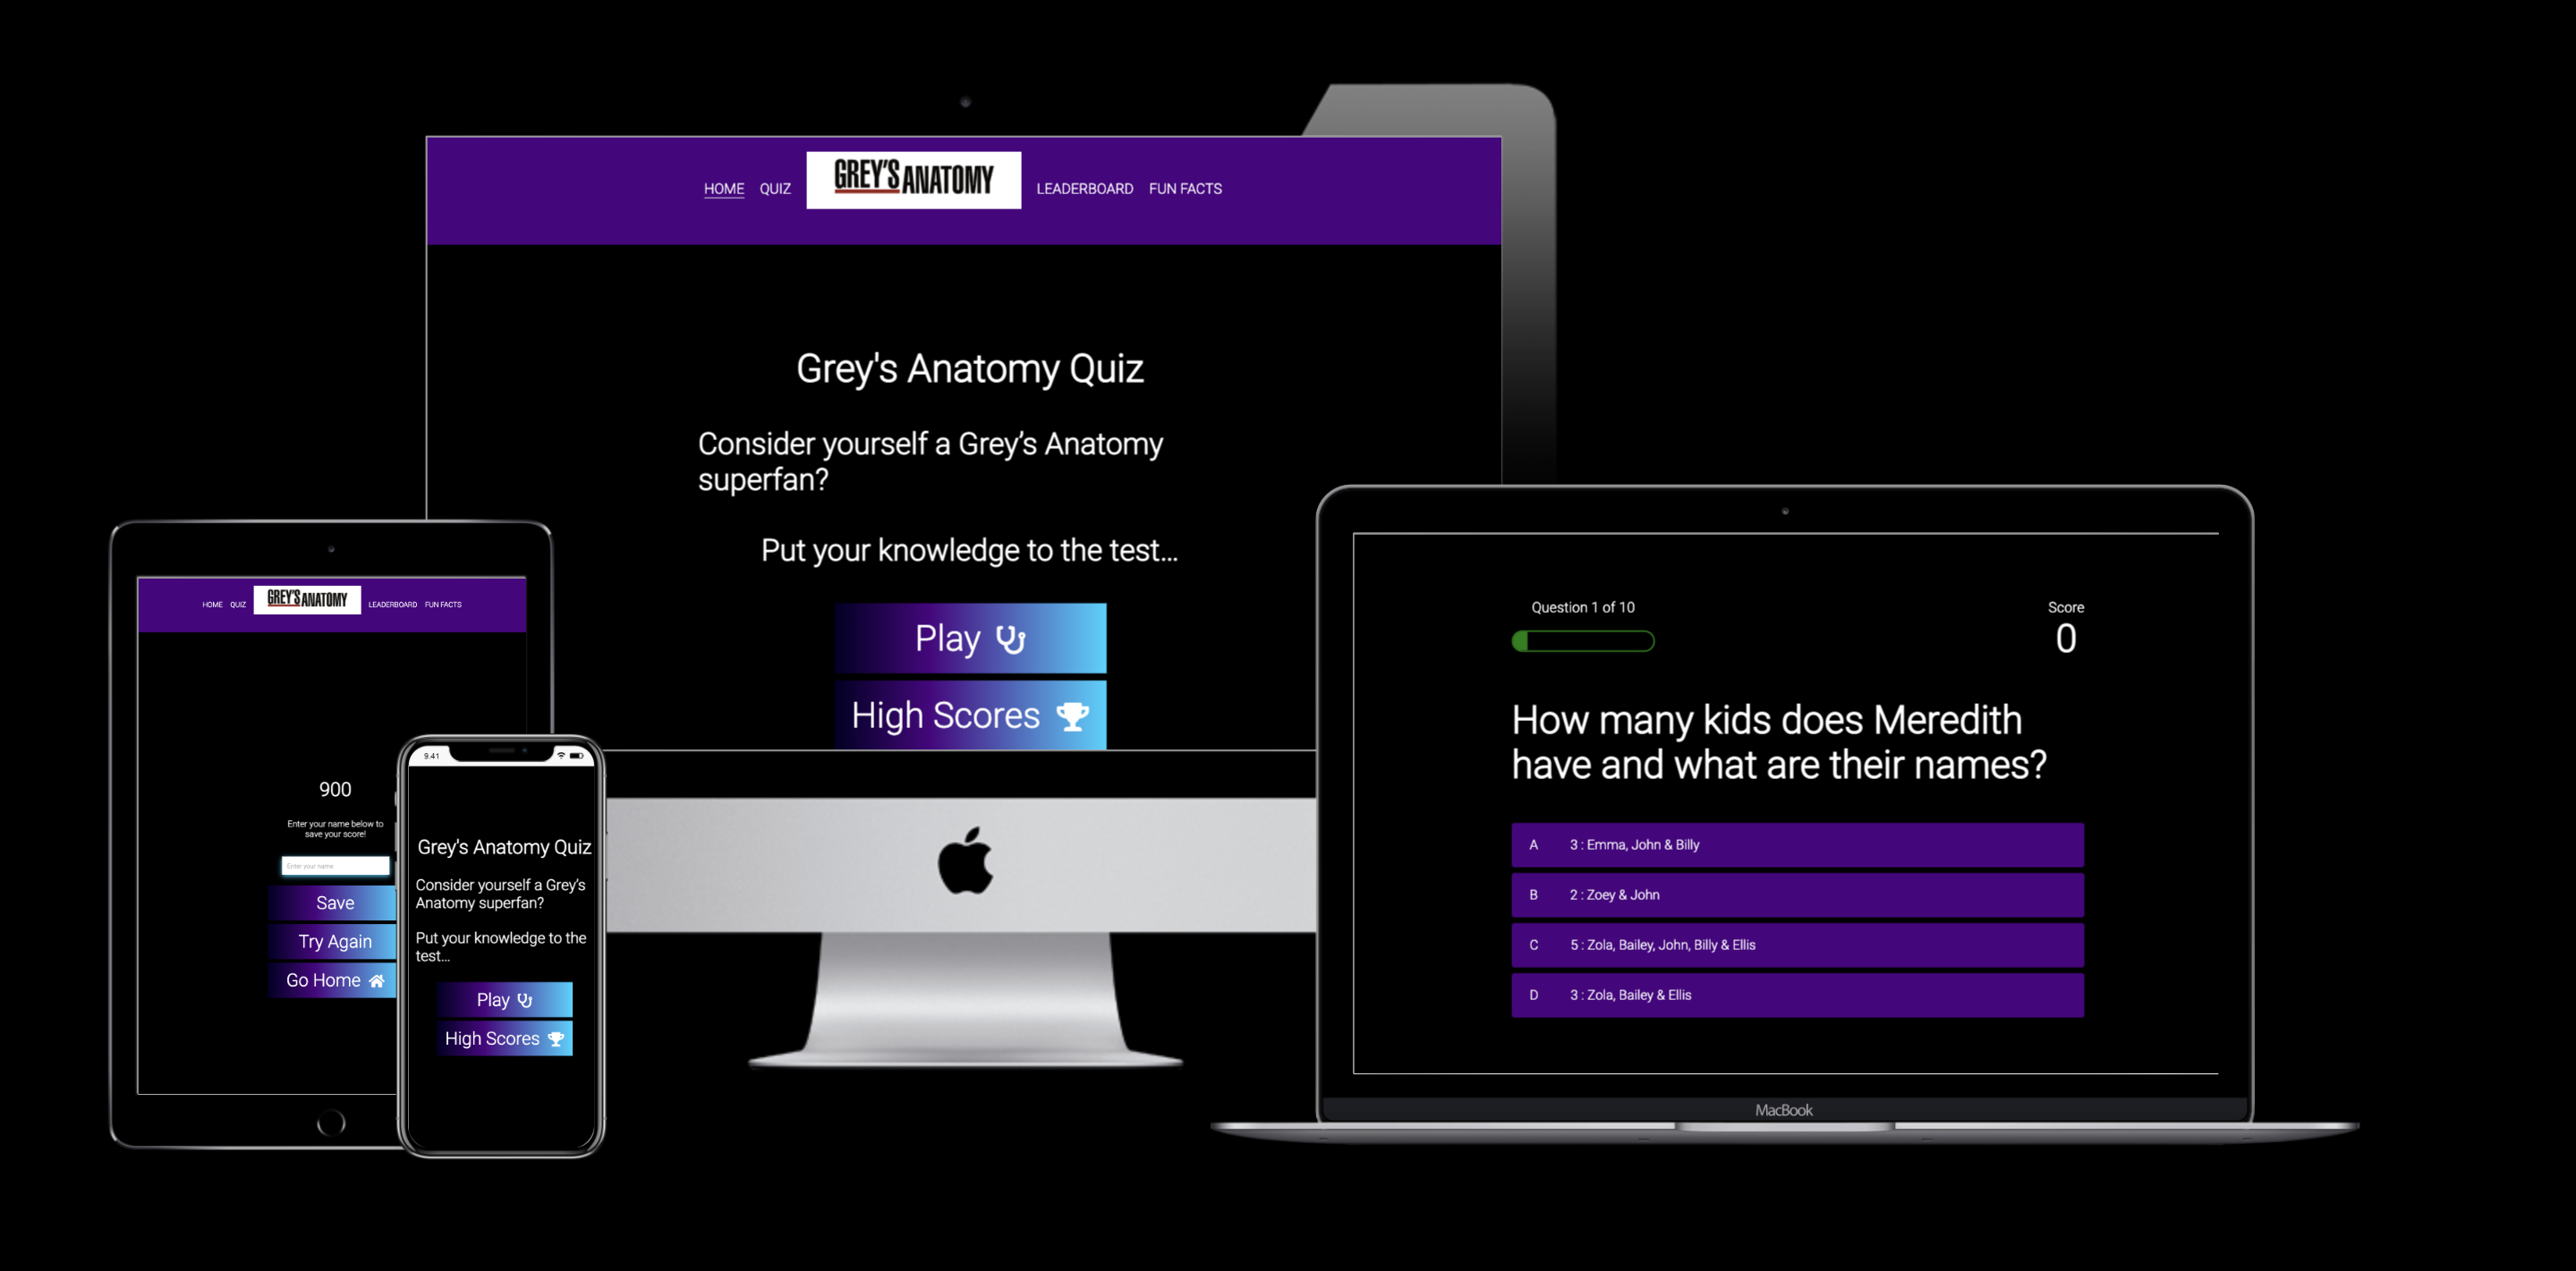 HOME QUIZ GREY'S ANATOMY LEADERBOARD FUN FACTS
Grey's Anatomy Quiz
Consider yourself a Grey’s Anatomy
superfan?
Put your knowledge to the test...
Play
High Scores
HOME QUIZ GREY'S ANATOMY LEADERBOARD FUN FACTS
900
Enter your name below to
save your score!
Enter your name
Save
Try Again
Go Home
9:41
Grey's Anatomy Quiz
Consider yourself a Grey’s
Anatomy superfan?
Put your knowledge to the
test...
Play
High Scores
Question 1 of 10
Score
0
How many kids does Meredith
have and what are their names?
A 3 : Emma, John & Billy
B 2 : Zoey & John
C 5 : Zola, Bailey, John, Billy & Ellis
D 3 : Zola, Bailey & Ellis
MacBook